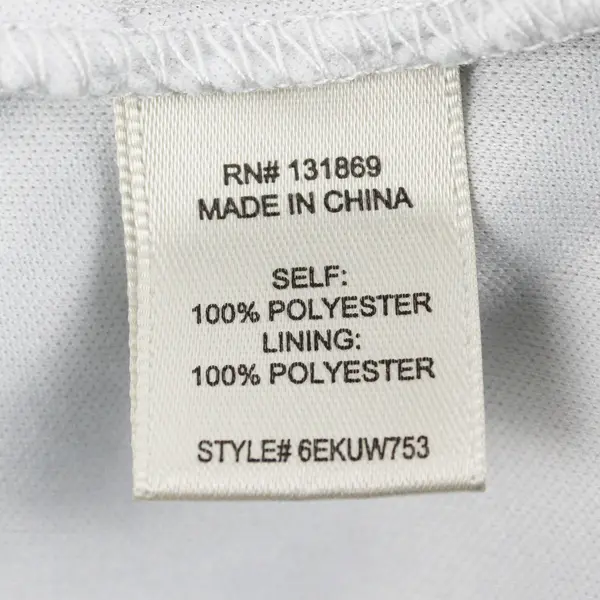 RN# 131869
MADE IN CHINA
SELF:
100% POLYESTER
LINING:
100% POLYESTER
STYLE# 6EKUW753